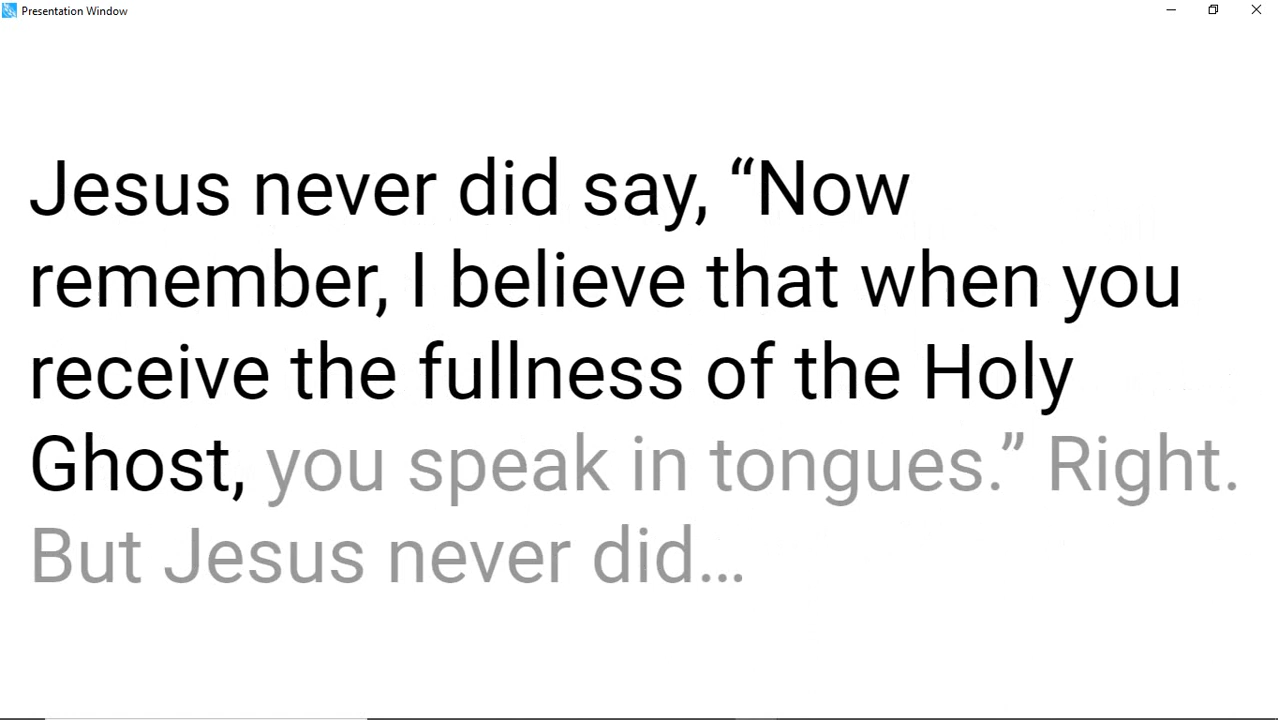 Presentation Window
Jesus never did say, “Now
remember, I believe that when you
receive the fullness of the Holy
Ghost, you speak in tongues.” Right.
But Jesus never did…